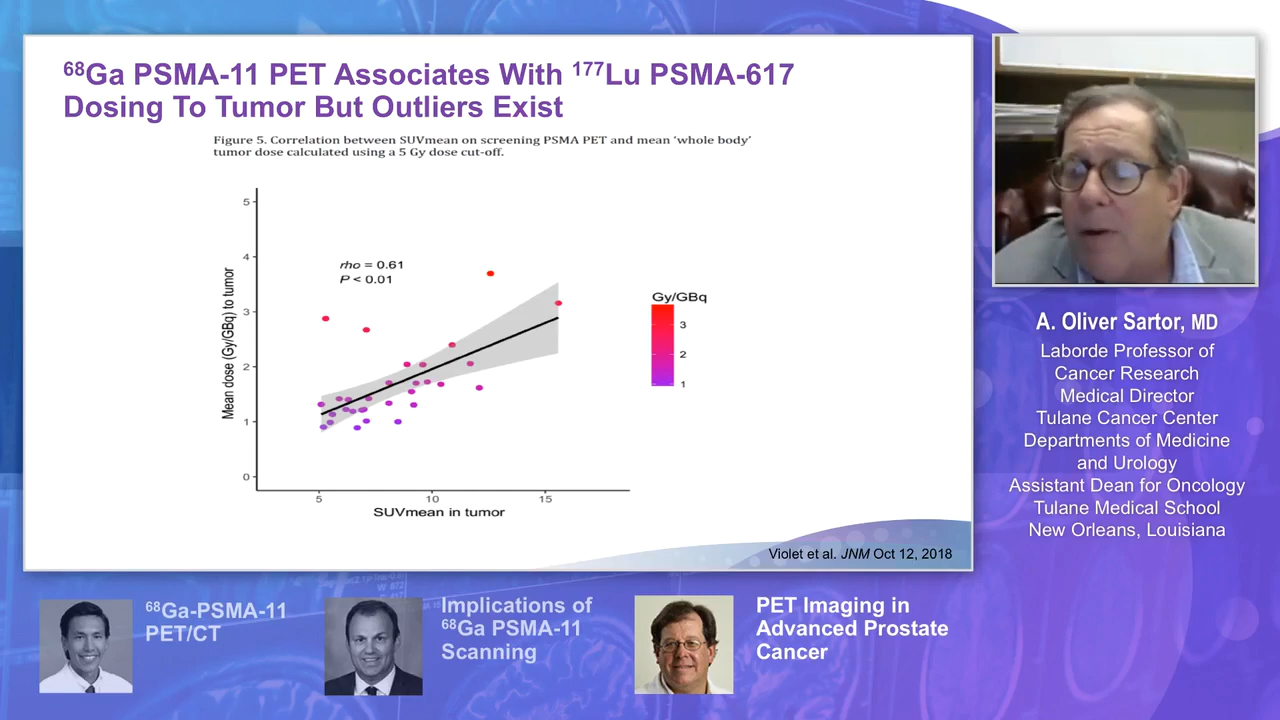 ⁶⁸Ga PSMA-11 PET Associates With ¹⁷⁷Lu PSMA-617
Dosing To Tumor But Outliers Exist
Figure 5. Correlation between SUVmean on screening PSMA PET and mean ‘whole body’
tumor dose calculated using a 5 Gy dose cut-off.
Mean dose (Gy/GBq) to tumor
5
4
3
2
1
0
rho = 0.61
P < 0.01
5
10
15
SUVmean in tumor
Gy/GBq
3
2
1
Violet et al. JNM Oct 12, 2018
A. Oliver Sartor, MD
Laborde Professor of
Cancer Research
Medical Director
Tulane Cancer Center
Departments of Medicine
and Urology
Assistant Dean for Oncology
Tulane Medical School
New Orleans, Louisiana
⁶⁸Ga-PSMA-11
PET/CT
Implications of
⁶⁸Ga PSMA-11
Scanning
PET Imaging in
Advanced Prostate
Cancer